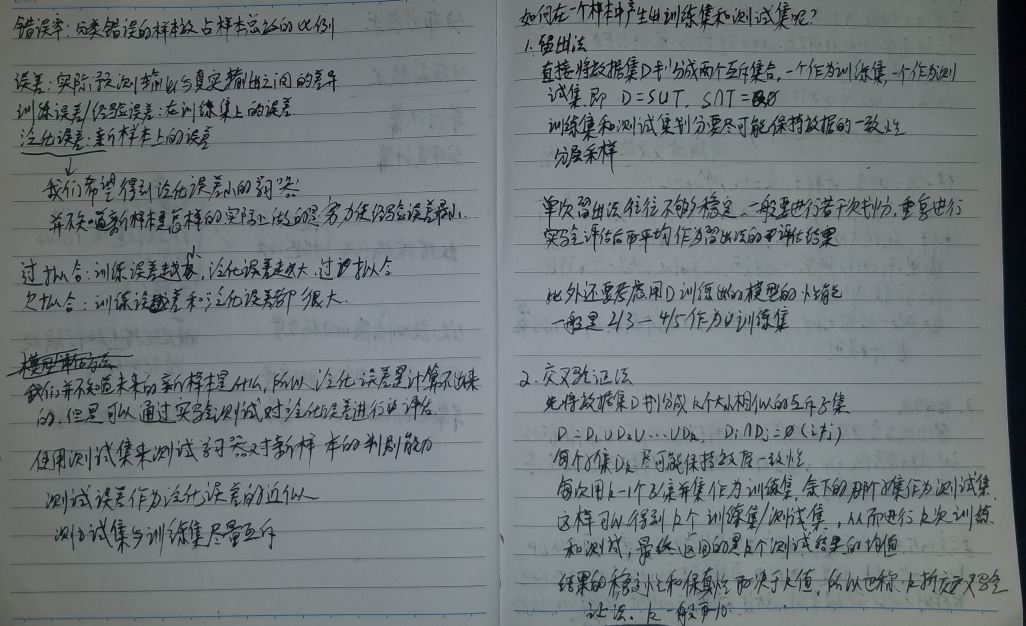 错误率：分类错误的样本数占样本总数的比例
误差：实际预测输出与真实输出之间的差异
训练误差/经验误差：在训练集上的误差
泛化误差：新样本上的误差
我们希望得到泛化误差小的学习器
并不知道新样本是怎样的实际上做的是努力使经验误差最小.
过拟合：训练误差越小，泛化误差越大，过拟合
欠拟合：训练误差和泛化误差都很大.
模型评估方法
我们并不知道未来的新样本是什么，所以泛化误差是计算不出来
的，但是可以通过实验测试对泛化误差进行评估.
使用测试集来测试学习器对新样本的判别能力
测试误差作为泛化误差的近似
测试集与训练集尽量互斥
如何在一个样本中产生出训练集和测试集呢？
1. 留出法
直接将数据集D划分成两个互斥集合，一个作为训练集，一个作为测
试集，即 D=S∪T, S∩T=∅
训练集和测试集划分要尽可能保持数据的一致性
分层采样
单次留出法往往不够稳定，一般要进行若干次划分，重复进行
实验评估后取平均作为留出法的评估结果
此外还要考虑用D训练出的模型的性能
一般是 2/3 — 4/5 作为训练集
2. 交叉验证法
先将数据集D划分成k个大小相似的互斥子集
D = D₁∪D₂∪…∪Dₖ, Dᵢ∩Dⱼ=∅ (i≠j)
每个子集Dₖ尽可能保持数据一致性
每次用k-1个子集并集作为训练集，余下的那个子集作为测试集.
这样可以得到k个训练集/测试集，从而进行k次训练
和测试，最终返回的是k个测试结果的均值
结果的稳定性和保真性取决于k值，所以也称k折交叉验
证法. k一般取10